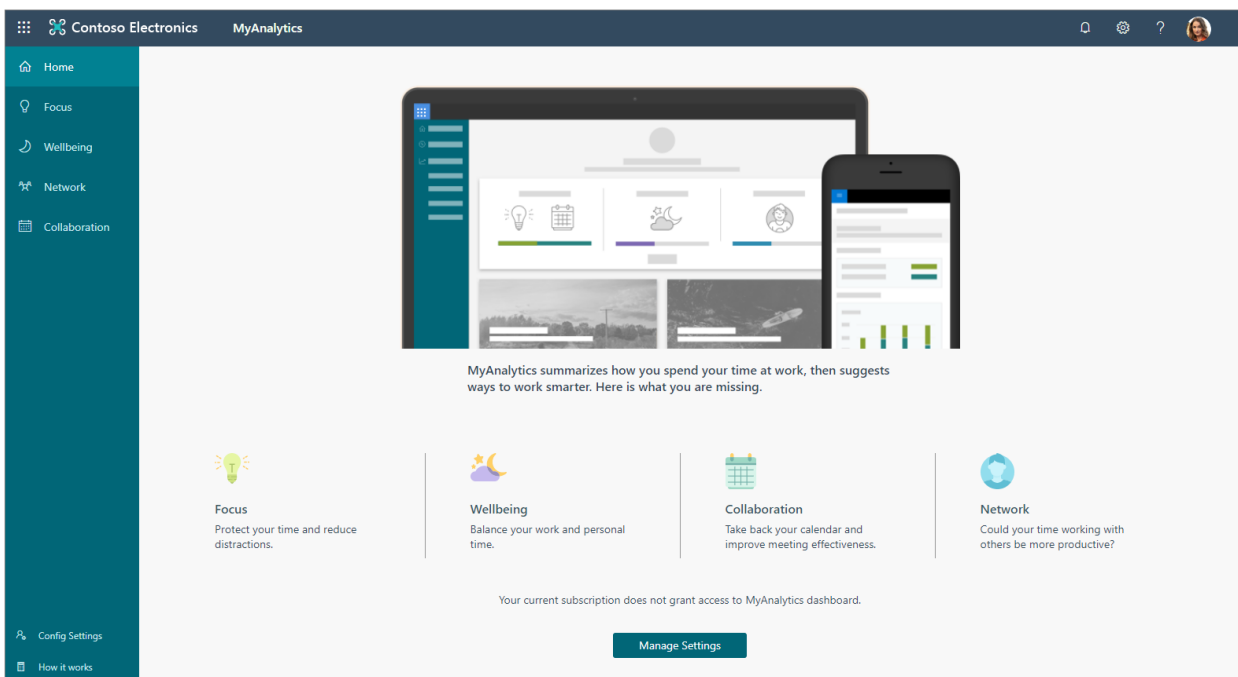 Contoso Electronics MyAnalytics ?
Home
Focus
Wellbeing
Network
Collaboration
MyAnalytics summarizes how you spend your time at work, then suggests
ways to work smarter. Here is what you are missing.
Focus
Protect your time and reduce
distractions.
Wellbeing
Balance your work and personal
time.
Collaboration
Take back your calendar and
improve meeting effectiveness.
Network
Could your time working with
others be more productive?
Your current subscription does not grant access to MyAnalytics dashboard.
Manage Settings
Config Settings
How it works